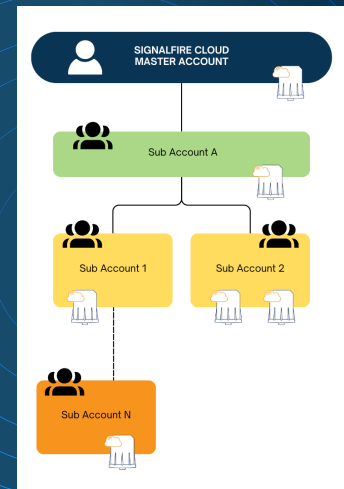 SIGNALFIRE CLOUD
MASTER ACCOUNT
Sub Account A
Sub Account 1
Sub Account 2
Sub Account N